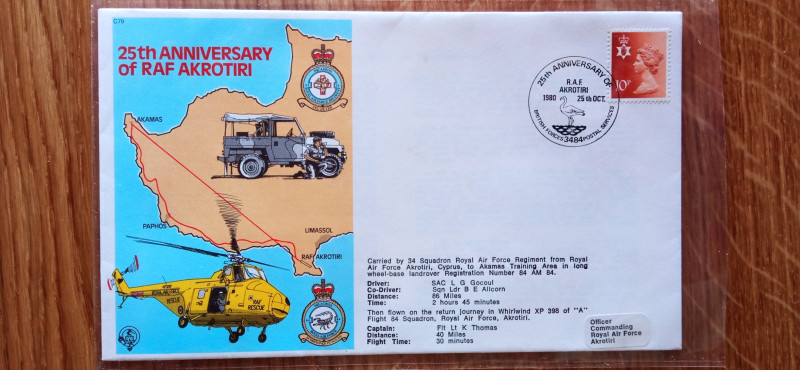 C79
25th ANNIVERSARY
of RAF AKROTIRI
AKAMAS
PAPHOS
LIMASSOL
RAF AKROTIRI
ROYAL AIR FORCE
RESCUE
RAF
RESCUE
25th ANNIVERSARY OF
R.A.F.
AKROTIRI
1980 25th OCT.
BRITISH FORCES 3484 POSTAL SERVICES
10P
Carried by 34 Squadron Royal Air Force Regiment from Royal
Air Force Akrotiri, Cyprus, to Akamas Training Area in long
wheel-base landrover Registration Number 84 AM 84.
Driver: SAC L G Gocoul
Co-Driver: Sqn Ldr B E Allcorn
Distance: 86 Miles
Time: 2 hours 45 minutes
Then flown on the return journey in Whirlwind XP 398 of "A"
Flight 84 Squadron, Royal Air Force, Akrotiri.
Captain: Flt Lt K Thomas
Distance: 40 Miles
Flight Time: 30 minutes
Officer
Commanding
Royal Air Force
Akrotiri